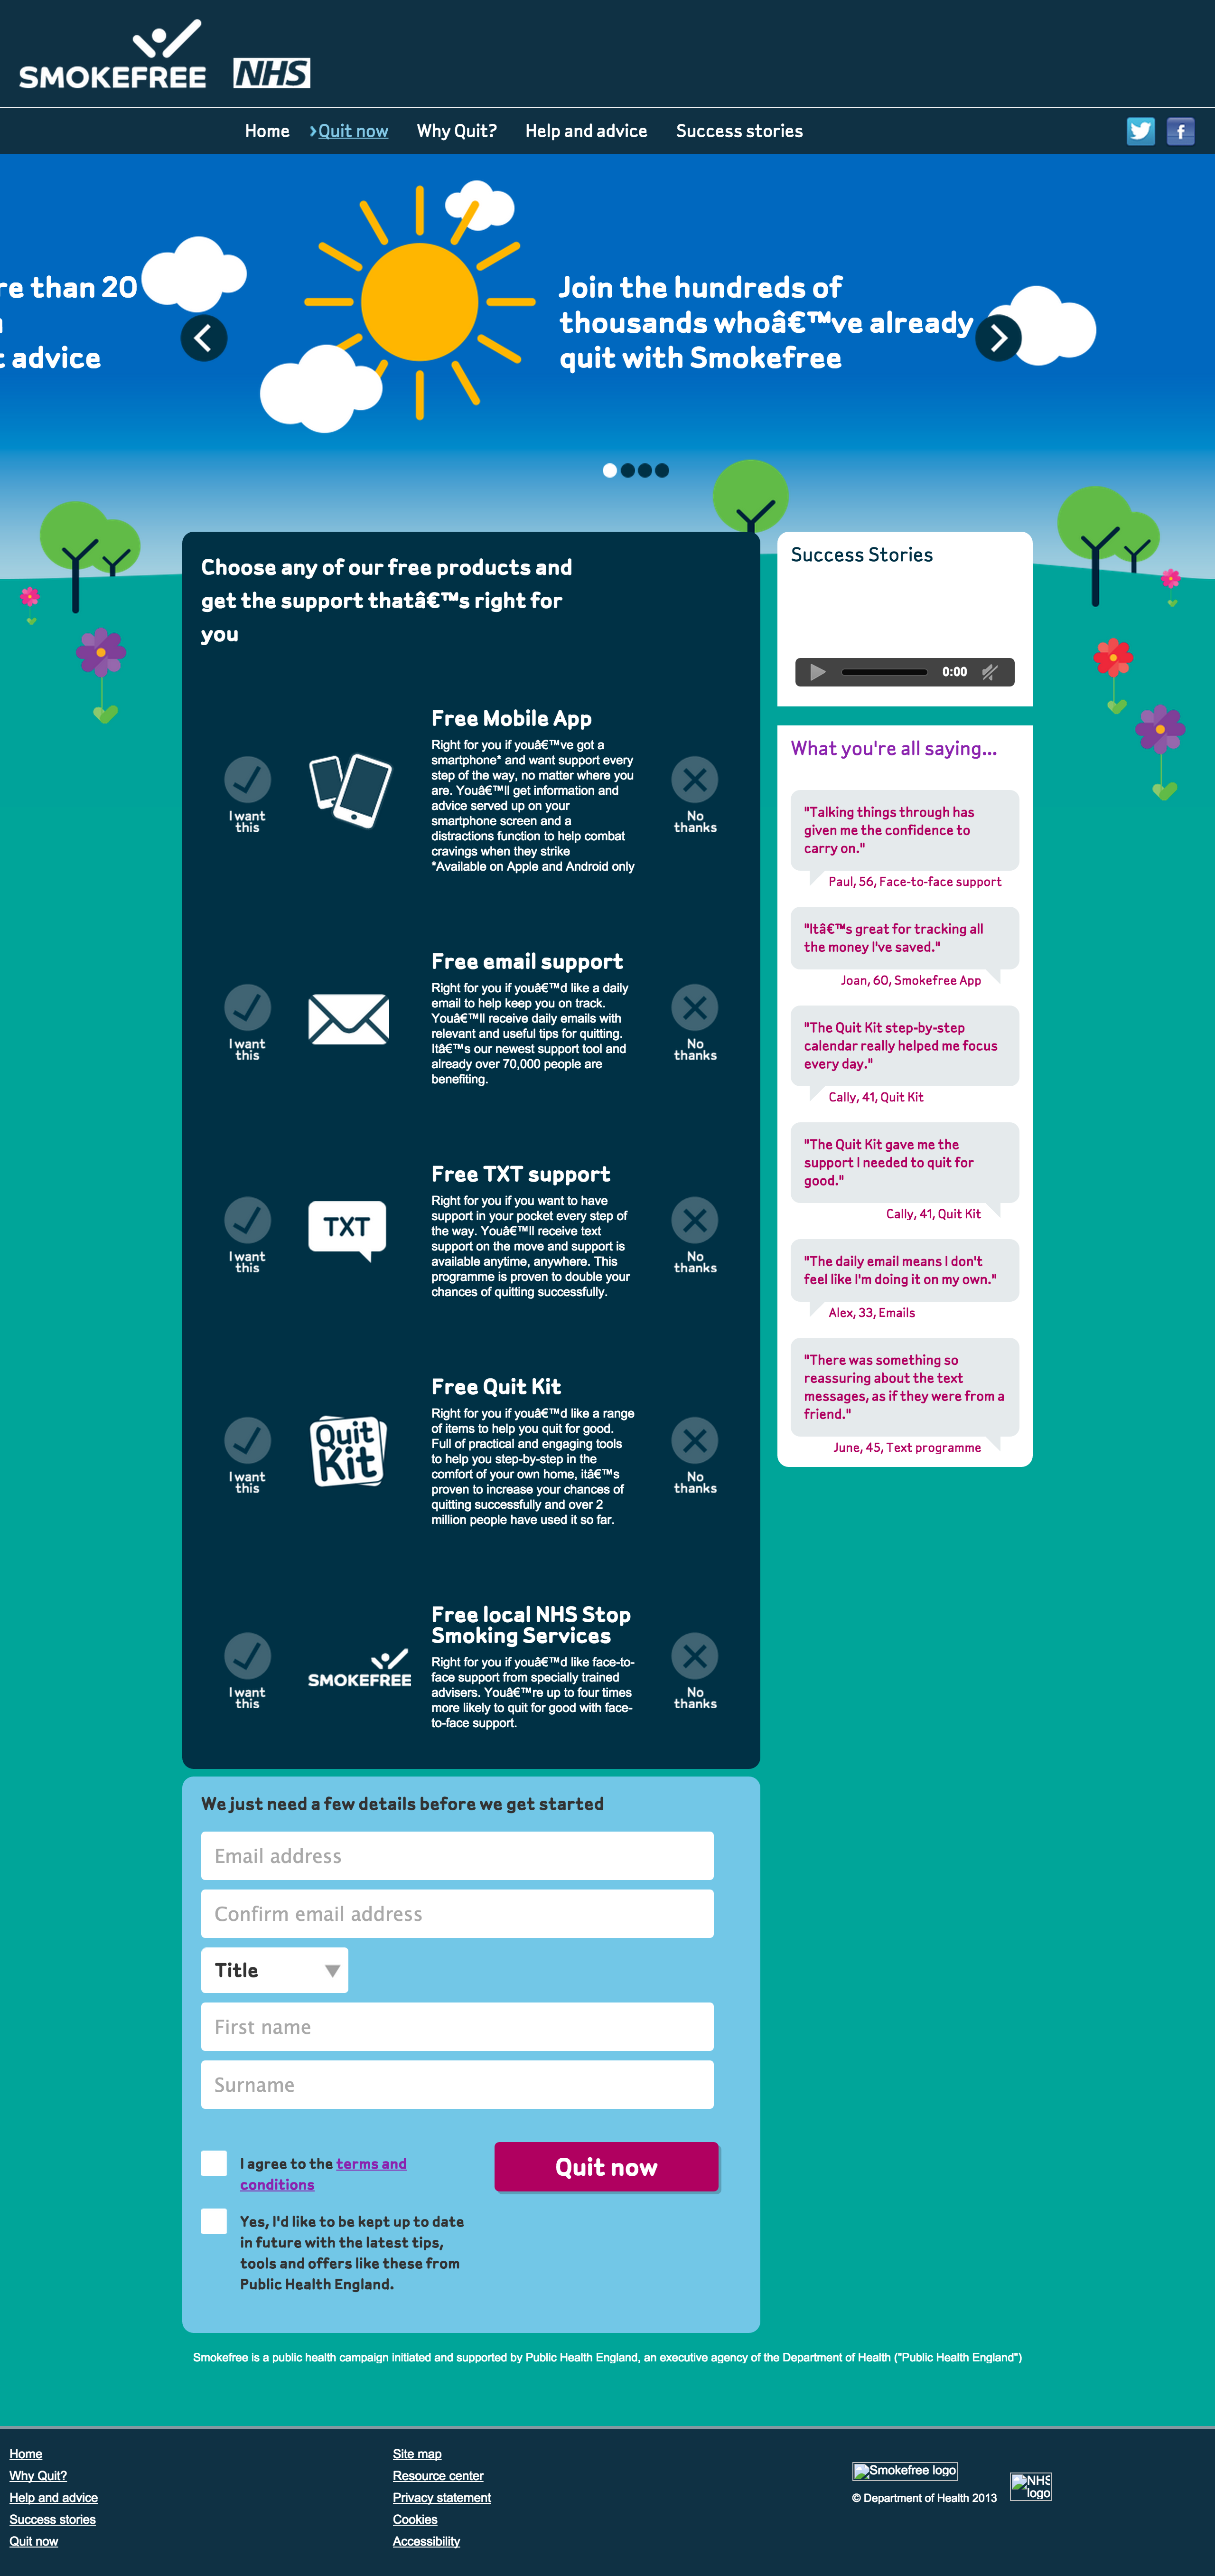 SMOKEFREE
NHS
Home
Quit now
Why Quit?
Help and advice
Success stories
re than 20
t advice
Join the hundreds of
thousands whoâ€™ve already
quit with Smokefree
Choose any of our free products and
get the support thatâ€™s right for
you
Free Mobile App
Right for you if youâ€™ve got a
smartphone* and want support every
step of the way, no matter where you
are. Youâ€™ll get information and
advice served up on your
smartphone screen and a
distractions function to help combat
cravings when they strike
*Available on Apple and Android only
I want
this
No
thanks
Free email support
Right for you if youâ€™d like a daily
email to help keep you on track.
Youâ€™ll receive daily emails with
relevant and useful tips for quitting.
Itâ€™s our newest support tool and
already over 70,000 people are
benefiting.
I want
this
No
thanks
Free TXT support
Right for you if you want to have
support in your pocket every step of
the way. Youâ€™ll receive text
support on the move and support is
available anytime, anywhere. This
programme is proven to double your
chances of quitting successfully.
I want
this
TXT
No
thanks
Free Quit Kit
Right for you if youâ€™d like a range
of items to help you quit for good.
Full of practical and engaging tools
to help you step-by-step in the
comfort of your own home, itâ€™s
proven to increase your chances of
quitting successfully and over 2
million people have used it so far.
I want
this
Quit
Kit
No
thanks
Free local NHS Stop
Smoking Services
Right for you if youâ€™d like face-to-
face support from specially trained
advisers. Youâ€™re up to four times
more likely to quit for good with face-
to-face support.
I want
this
SMOKEFREE
No
thanks
Success Stories
0:00
What you're all saying...
"Talking things through has
given me the confidence to
carry on."
Paul, 56, Face-to-face support
"Itâ€™s great for tracking all
the money I've saved."
Joan, 60, Smokefree App
"The Quit Kit step-by-step
calendar really helped me focus
every day."
Cally, 41, Quit Kit
"The Quit Kit gave me the
support I needed to quit for
good."
Cally, 41, Quit Kit
"The daily email means I don't
feel like I'm doing it on my own."
Alex, 33, Emails
"There was something so
reassuring about the text
messages, as if they were from a
friend."
June, 45, Text programme
We just need a few details before we get started
Email address
Confirm email address
Title
First name
Surname
I agree to the terms and
conditions
Quit now
Yes, I'd like to be kept up to date
in future with the latest tips,
tools and offers like these from
Public Health England.
Smokefree is a public health campaign initiated and supported by Public Health England, an executive agency of the Department of Health ("Public Health England")
Home
Why Quit?
Help and advice
Success stories
Quit now
Site map
Resource center
Privacy statement
Cookies
Accessibility
Smokefree logo
© Department of Health 2013
NHS
logo